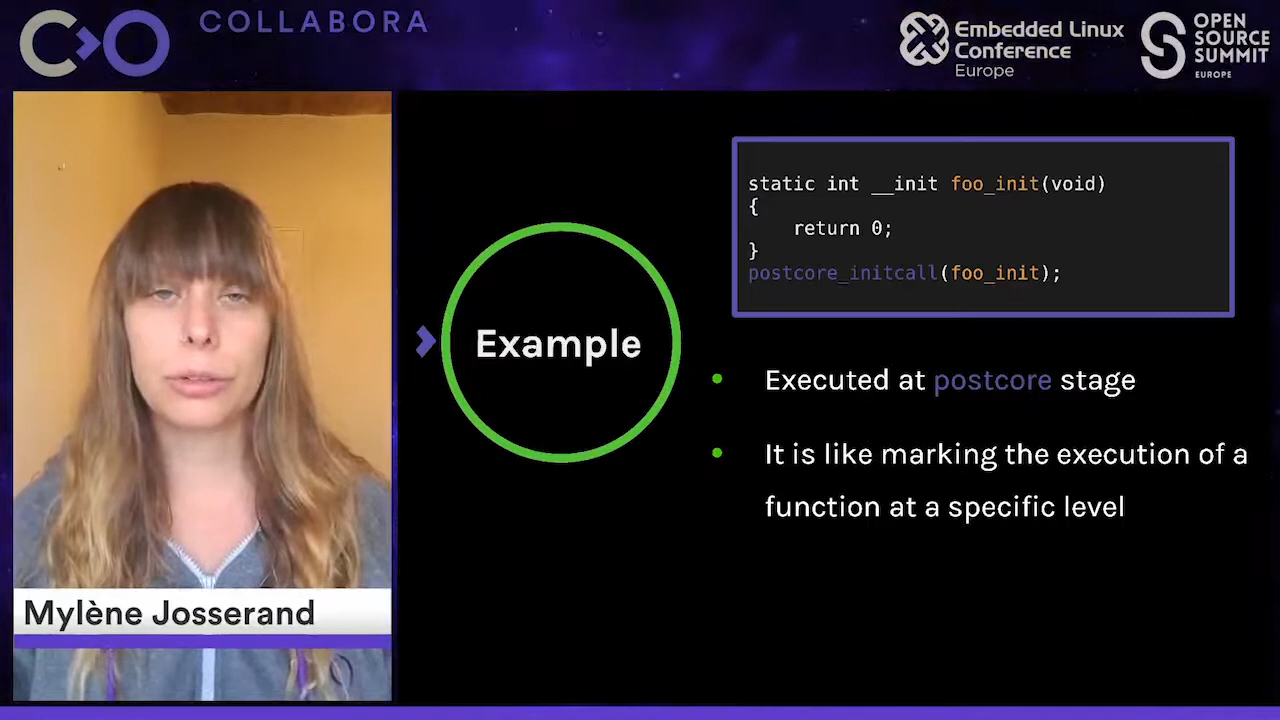 COLLABORA
Embedded Linux
Conference
Europe
OPEN
SOURCE
SUMMIT
EUROPE
static int __init foo_init(void)
{
    return 0;
}
postcore_initcall(foo_init);
Example
Executed at postcore stage
It is like marking the execution of a
function at a specific level
Mylène Josserand